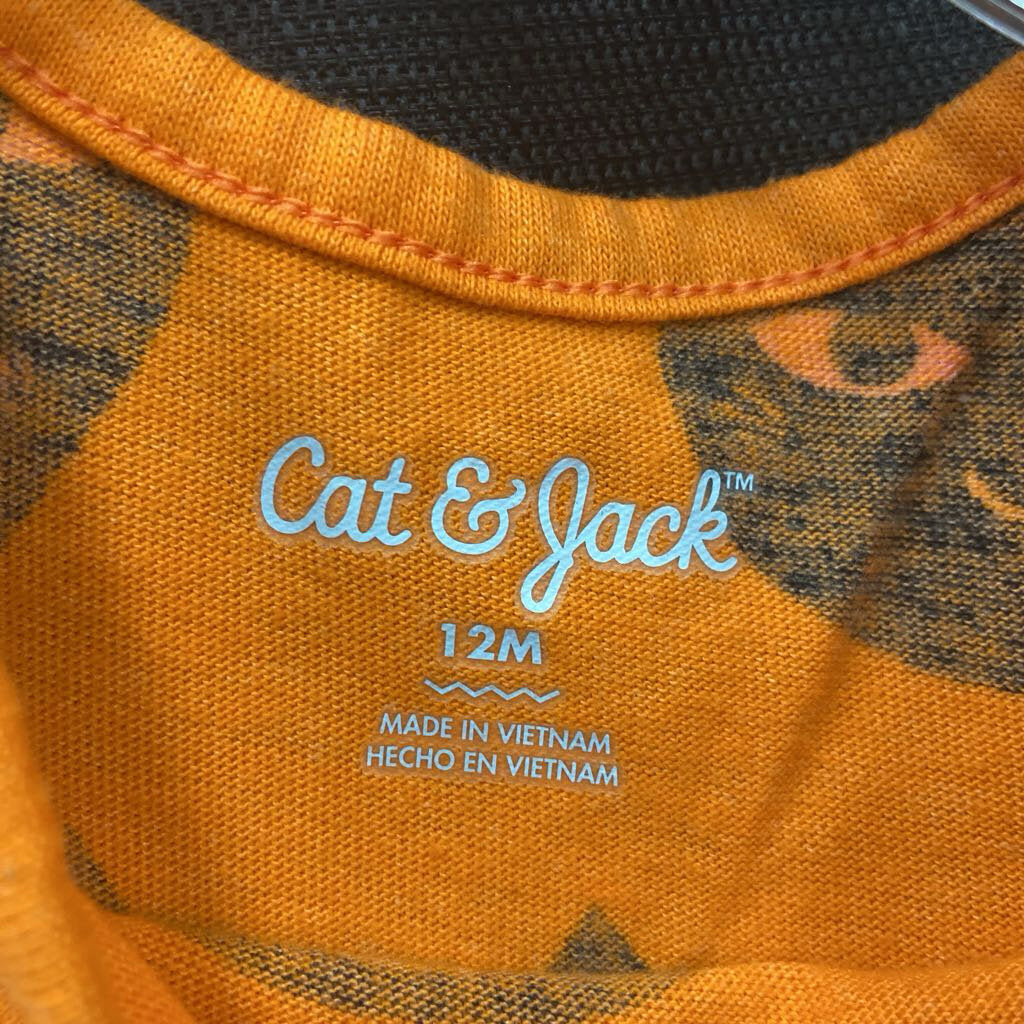 Cat & Jack™
12M
MADE IN VIETNAM
HECHO EN VIETNAM